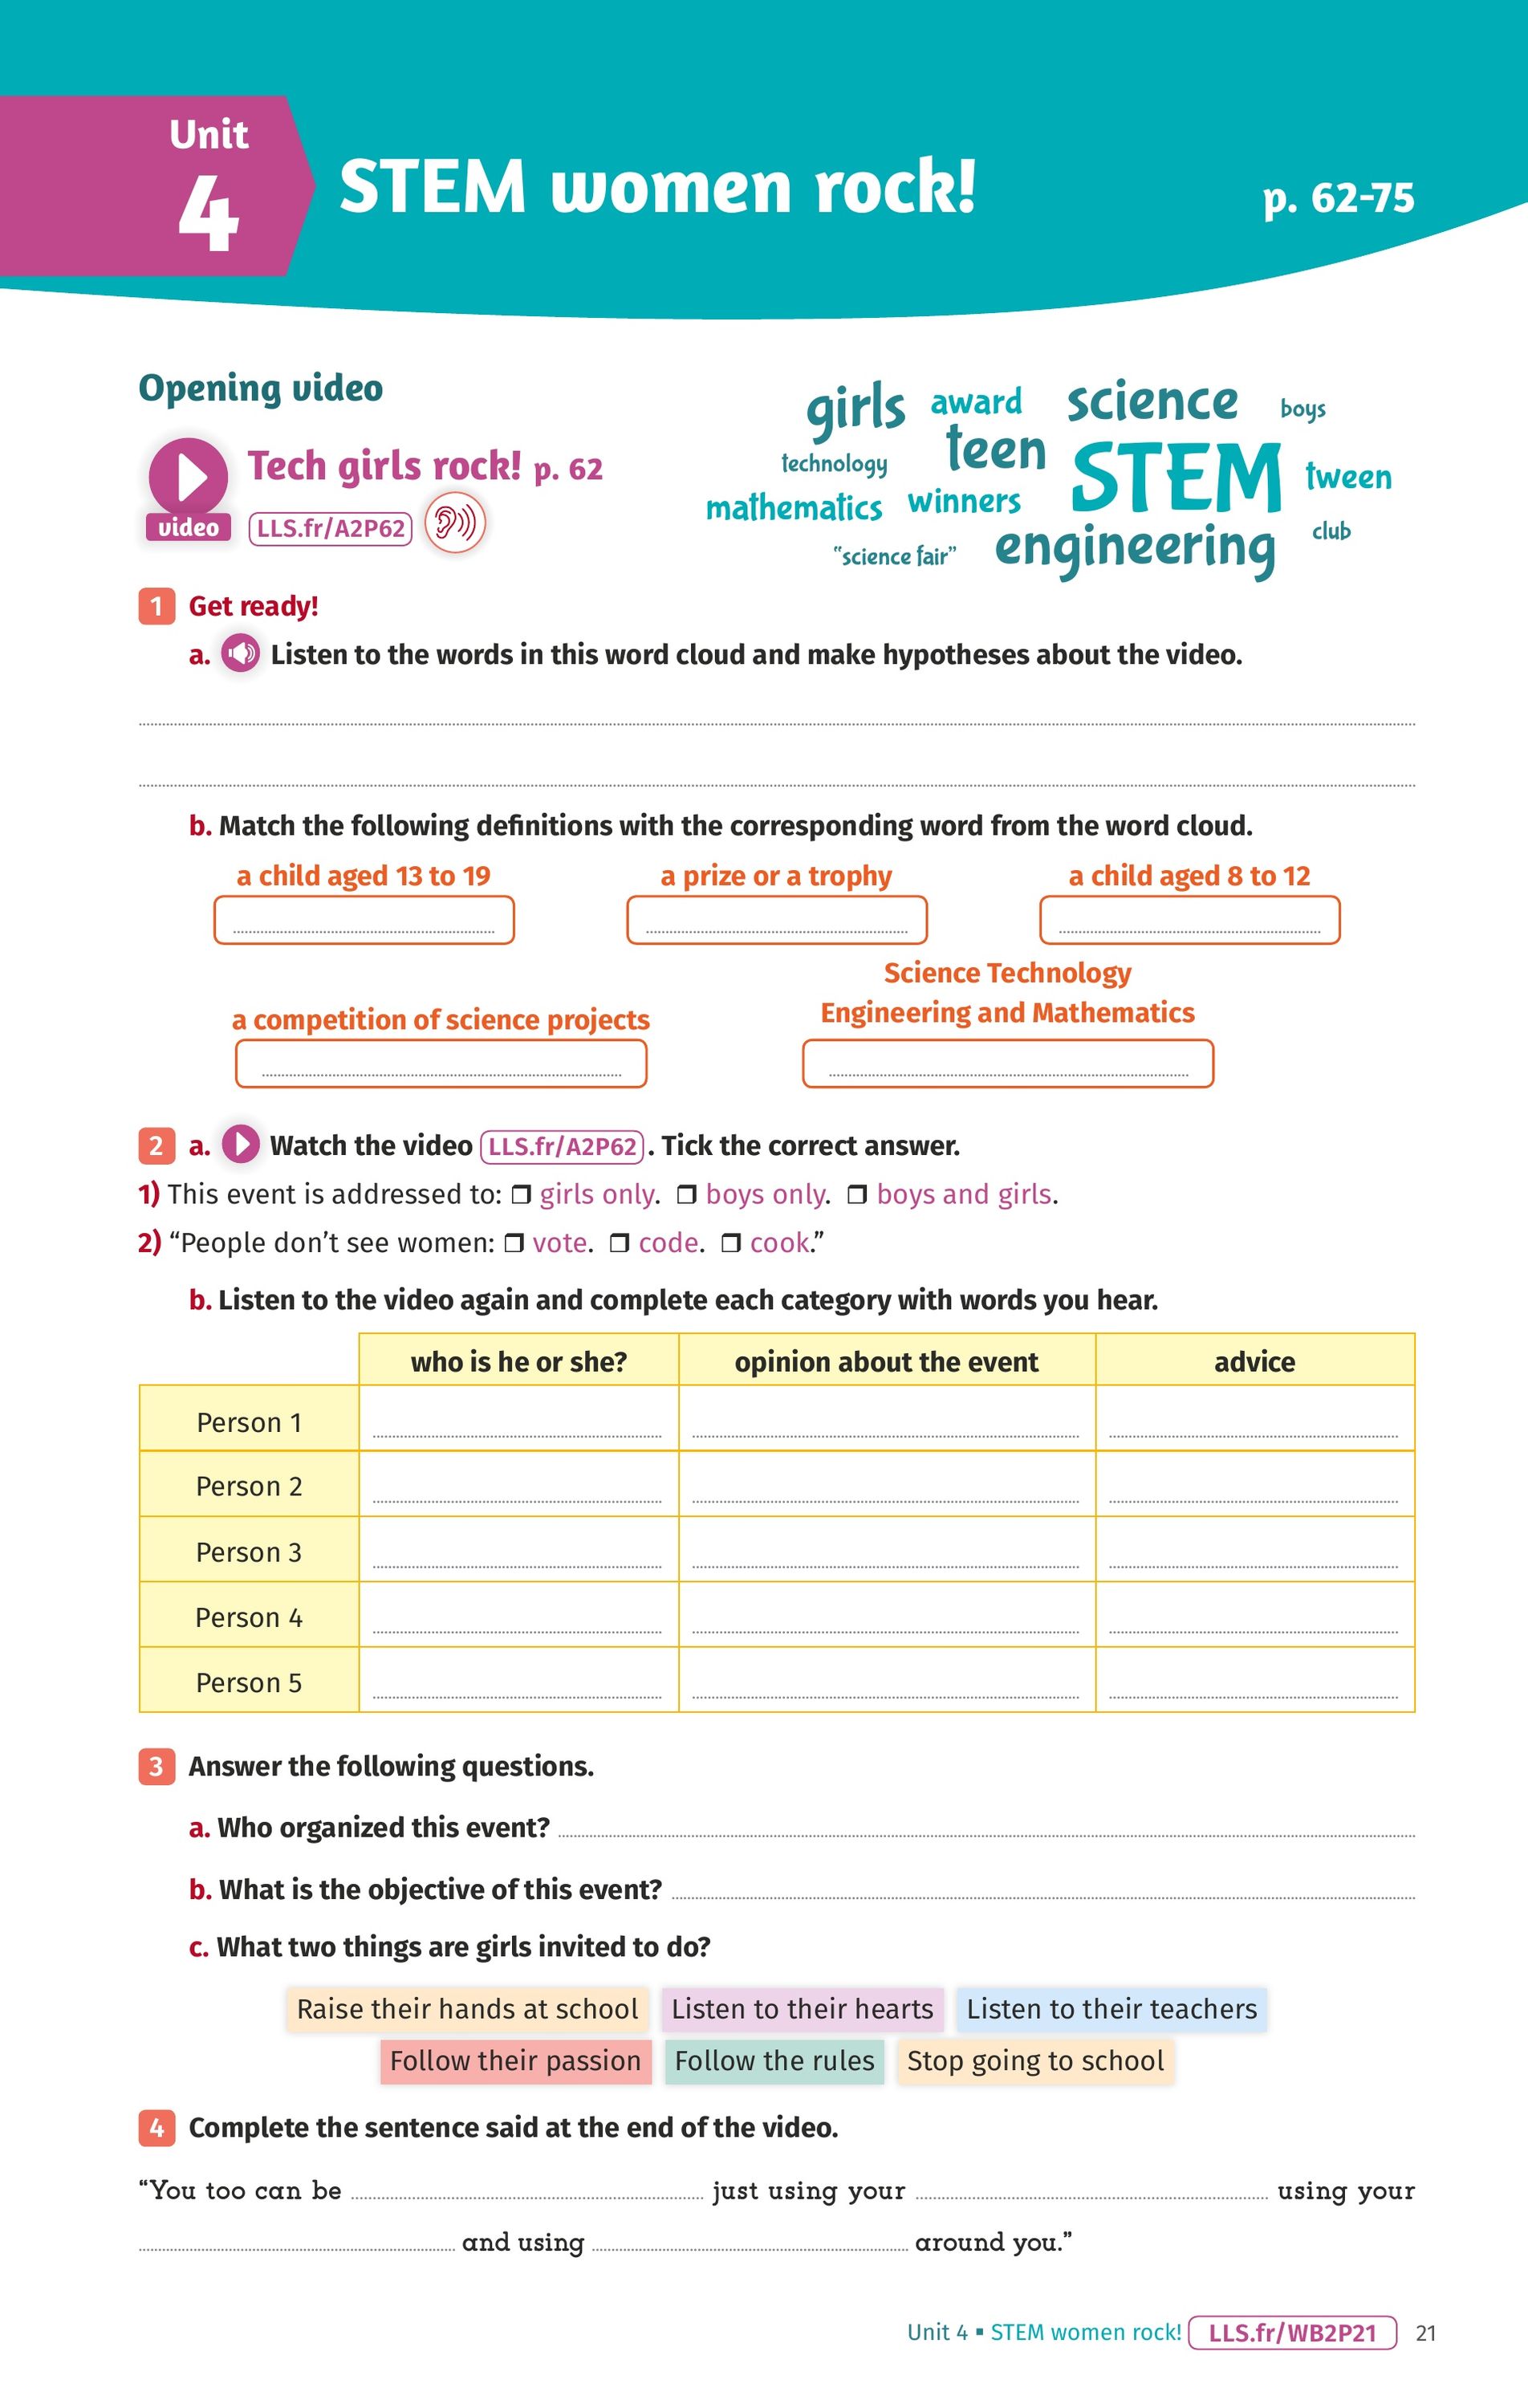 Unit
4
STEM women rock!
p. 62-75
Opening video
Tech girls rock! p. 62
video
LLS.fr/A2P62
girls award science boys
technology teen STEM tween
mathematics winners
"science fair" engineering club
1 Get ready!
a. Listen to the words in this word cloud and make hypotheses about the video.
b. Match the following definitions with the corresponding word from the word cloud.
a child aged 13 to 19
a prize or a trophy
a child aged 8 to 12
a competition of science projects
Science Technology
Engineering and Mathematics
2 a. Watch the video LLS.fr/A2P62. Tick the correct answer.
1) This event is addressed to: ❒ girls only. ❒ boys only. ❒ boys and girls.
2) “People don’t see women: ❒ vote. ❒ code. ❒ cook.”
b. Listen to the video again and complete each category with words you hear.
who is he or she? opinion about the event advice
Person 1
Person 2
Person 3
Person 4
Person 5
3 Answer the following questions.
a. Who organized this event?
b. What is the objective of this event?
c. What two things are girls invited to do?
Raise their hands at school Listen to their hearts Listen to their teachers
Follow their passion Follow the rules Stop going to school
4 Complete the sentence said at the end of the video.
“You too can be ........ just using your ........ using your
........ and using ........ around you.”
Unit 4 ▪ STEM women rock! LLS.fr/WB2P21 21